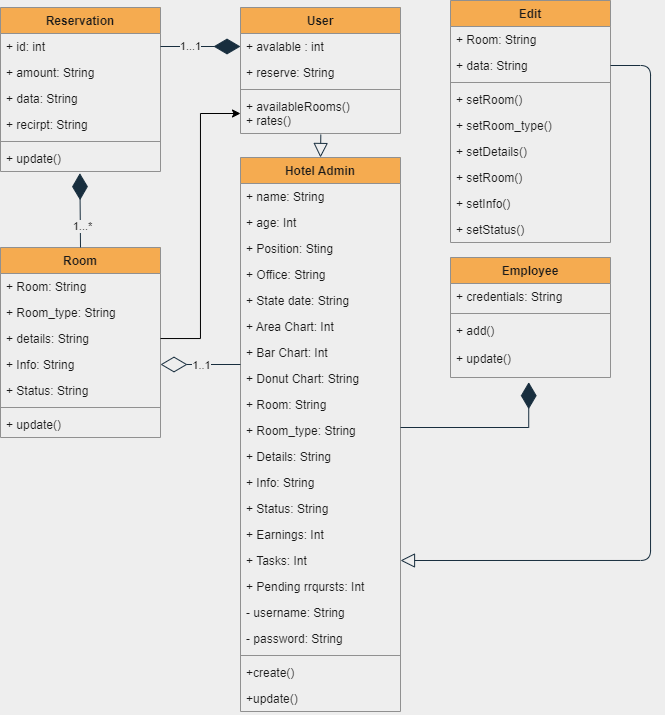 Reservation
+ id: int
+ amount: String
+ data: String
+ recirpt: String
+ update()
1...1
User
+ avalable : int
+ reserve: String
+ availableRooms()
+ rates()
Edit
+ Room: String
+ data: String
+ setRoom()
+ setRoom_type()
+ setDetails()
+ setRoom()
+ setInfo()
+ setStatus()
1...*
Room
+ Room: String
+ Room_type: String
+ details: String
+ Info: String
+ Status: String
+ update()
1..1
Hotel Admin
+ name: String
+ age: Int
+ Position: Sting
+ Office: String
+ State date: String
+ Area Chart: Int
+ Bar Chart: Int
+ Donut Chart: String
+ Room: String
+ Room_type: String
+ Details: String
+ Info: String
+ Status: String
+ Earnings: Int
+ Tasks: Int
+ Pending rrqursts: Int
- username: String
- password: String
+create()
+update()
Employee
+ credentials: String
+ add()
+ update()